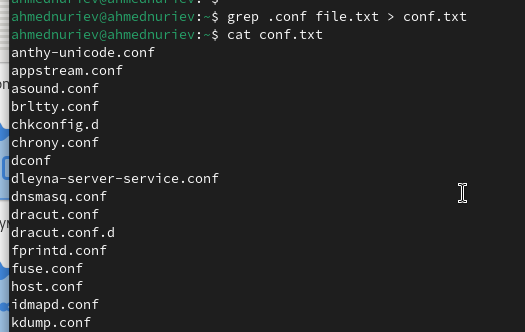 ahmednuriev@ahmednuriev:~$
ahmednuriev@ahmednuriev:~$ grep .conf file.txt > conf.txt
ahmednuriev@ahmednuriev:~$ cat conf.txt
anthy-unicode.conf
appstream.conf
asound.conf
brltty.conf
chkconfig.d
chrony.conf
dconf
dleyna-server-service.conf
dnsmasq.conf
dracut.conf
dracut.conf.d
fprintd.conf
fuse.conf
host.conf
idmapd.conf
kdump.conf